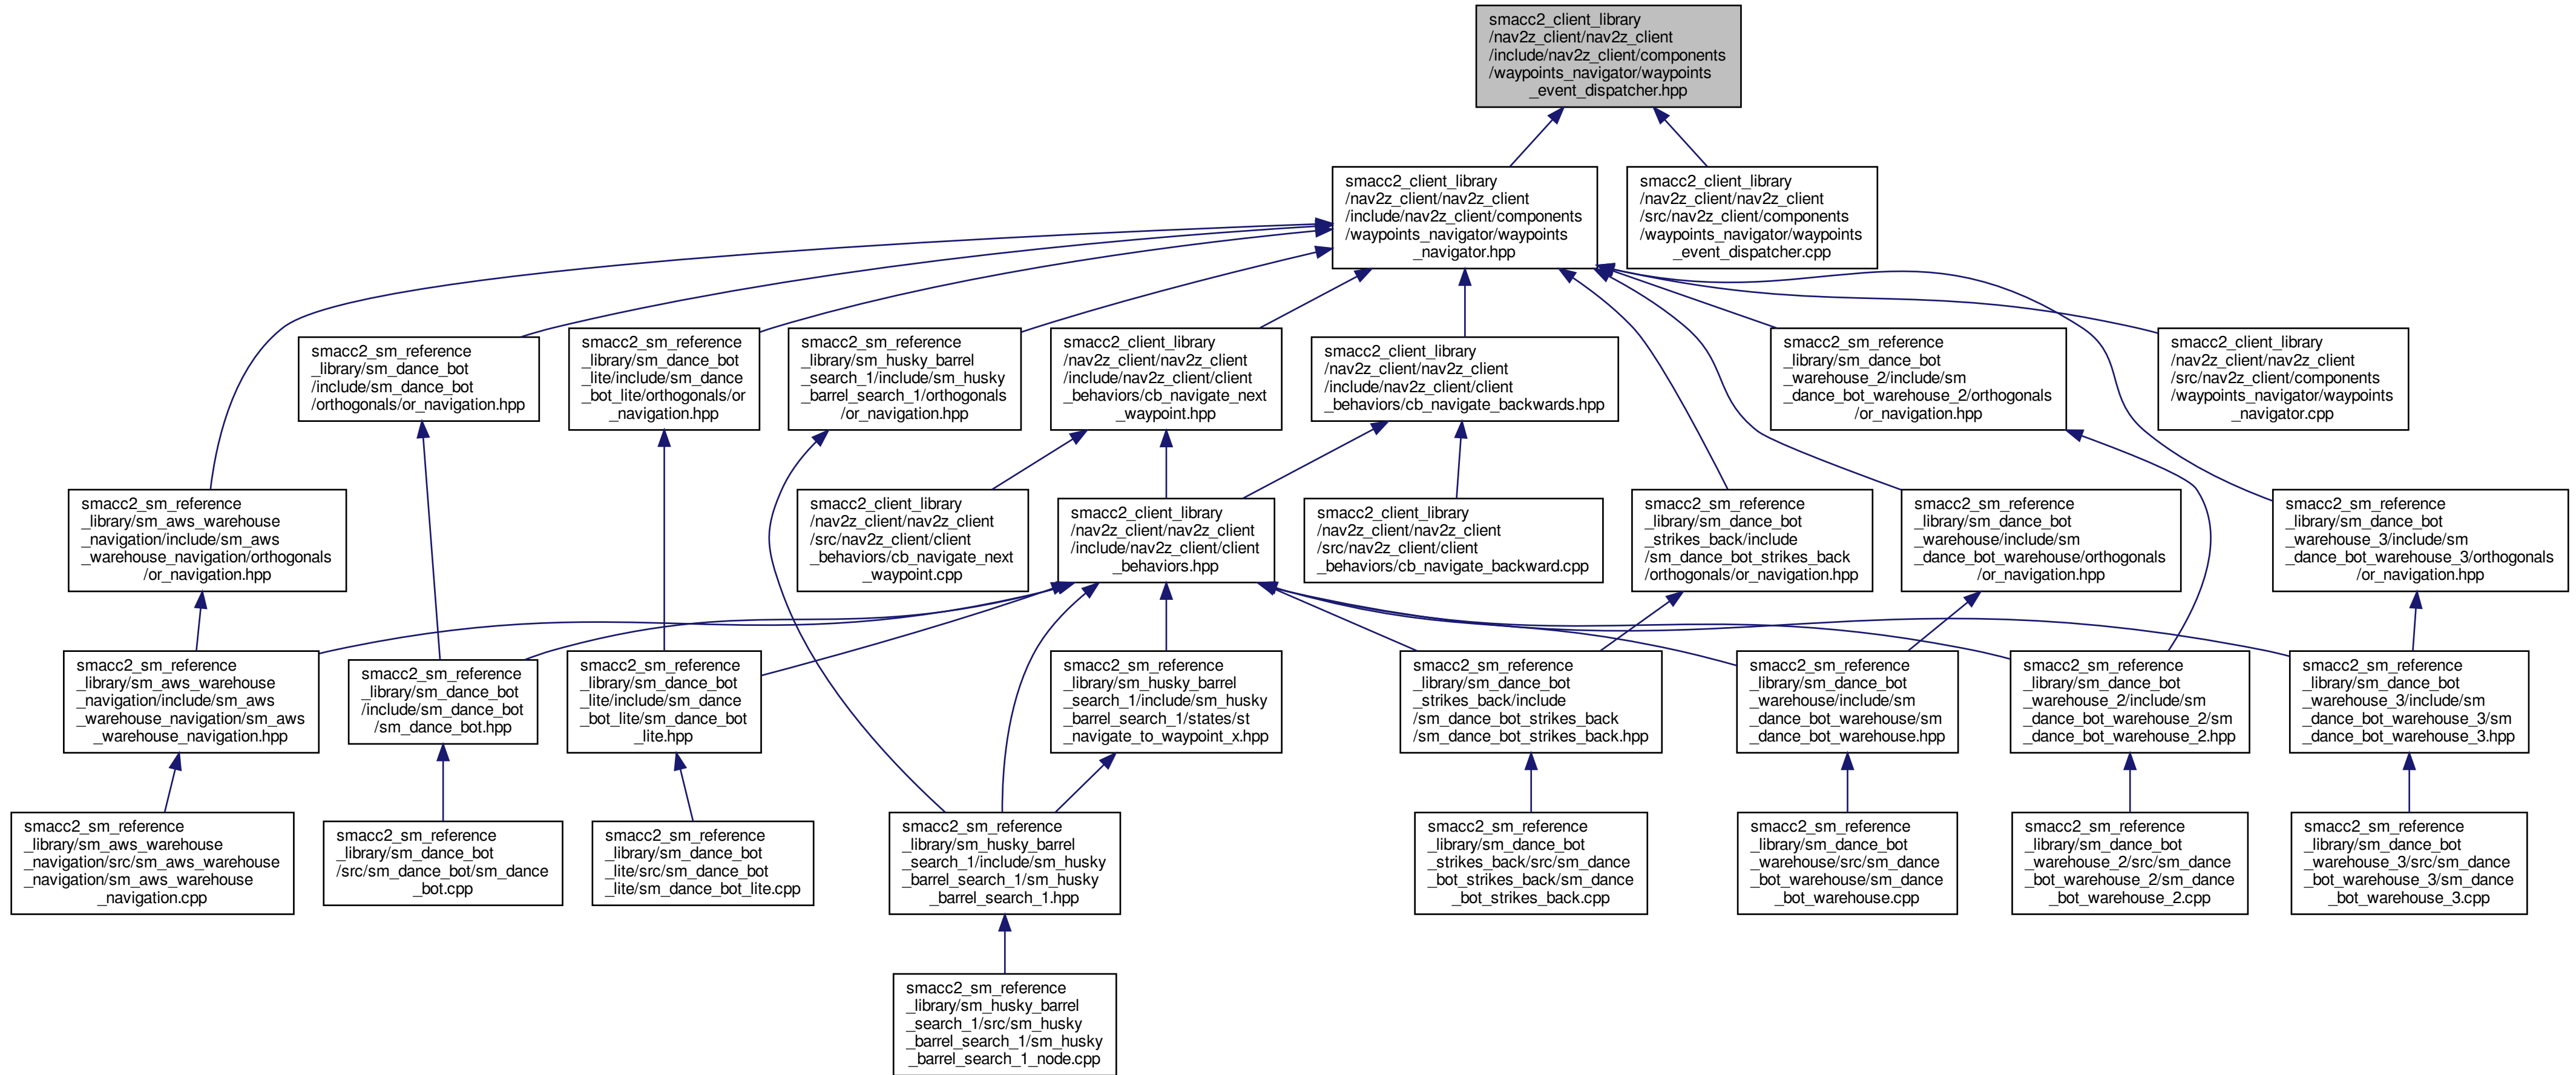 smacc2_client_library
/nav2z_client/nav2z_client
/include/nav2z_client/components
/waypoints_navigator/waypoints
_event_dispatcher.hpp
smacc2_client_library
/nav2z_client/nav2z_client
/include/nav2z_client/components
/waypoints_navigator/waypoints
_navigator.hpp
smacc2_client_library
/nav2z_client/nav2z_client
/src/nav2z_client/components
/waypoints_navigator/waypoints
_event_dispatcher.cpp
smacc2_sm_reference
_library/sm_dance_bot
/include/sm_dance_bot
/orthogonals/or_navigation.hpp
smacc2_sm_reference
_library/sm_dance_bot
_lite/include/sm_dance
_bot_lite/orthogonals/or
_navigation.hpp
smacc2_sm_reference
_library/sm_husky_barrel
_search_1/include/sm_husky
_barrel_search_1/orthogonals
/or_navigation.hpp
smacc2_client_library
/nav2z_client/nav2z_client
/include/nav2z_client/client
_behaviors/cb_navigate_next
_waypoint.hpp
smacc2_client_library
/nav2z_client/nav2z_client
/include/nav2z_client/client
_behaviors/cb_navigate_backwards.hpp
smacc2_sm_reference
_library/sm_dance_bot
_warehouse_2/include/sm
_dance_bot_warehouse_2/orthogonals
/or_navigation.hpp
smacc2_client_library
/nav2z_client/nav2z_client
/src/nav2z_client/components
/waypoints_navigator/waypoints
_navigator.cpp
smacc2_sm_reference
_library/sm_aws_warehouse
_navigation/include/sm_aws
_warehouse_navigation/orthogonals
/or_navigation.hpp
smacc2_client_library
/nav2z_client/nav2z_client
/src/nav2z_client/client
_behaviors/cb_navigate_next
_waypoint.cpp
smacc2_client_library
/nav2z_client/nav2z_client
/include/nav2z_client/client
_behaviors.hpp
smacc2_client_library
/nav2z_client/nav2z_client
/src/nav2z_client/client
_behaviors/cb_navigate_backward.cpp
smacc2_sm_reference
_library/sm_dance_bot
_strikes_back/include
/sm_dance_bot_strikes_back
/orthogonals/or_navigation.hpp
smacc2_sm_reference
_library/sm_dance_bot
_warehouse/include/sm
_dance_bot_warehouse/orthogonals
/or_navigation.hpp
smacc2_sm_reference
_library/sm_dance_bot
_warehouse_3/include/sm
_dance_bot_warehouse_3/orthogonals
/or_navigation.hpp
smacc2_sm_reference
_library/sm_aws_warehouse
_navigation/include/sm_aws
_warehouse_navigation/sm_aws
_warehouse_navigation.hpp
smacc2_sm_reference
_library/sm_dance_bot
/include/sm_dance_bot
/sm_dance_bot.hpp
smacc2_sm_reference
_library/sm_dance_bot
_lite/include/sm_dance
_bot_lite/sm_dance_bot
_lite.hpp
smacc2_sm_reference
_library/sm_husky_barrel
_search_1/include/sm_husky
_barrel_search_1/states/st
_navigate_to_waypoint_x.hpp
smacc2_sm_reference
_library/sm_dance_bot
_strikes_back/include
/sm_dance_bot_strikes_back
/sm_dance_bot_strikes_back.hpp
smacc2_sm_reference
_library/sm_dance_bot
_warehouse/include/sm
_dance_bot_warehouse/sm
_dance_bot_warehouse.hpp
smacc2_sm_reference
_library/sm_dance_bot
_warehouse_2/include/sm
_dance_bot_warehouse_2/sm
_dance_bot_warehouse_2.hpp
smacc2_sm_reference
_library/sm_dance_bot
_warehouse_3/include/sm
_dance_bot_warehouse_3/sm
_dance_bot_warehouse_3.hpp
smacc2_sm_reference
_library/sm_aws_warehouse
_navigation/src/sm_aws_warehouse
_navigation/sm_aws_warehouse
_navigation.cpp
smacc2_sm_reference
_library/sm_dance_bot
/src/sm_dance_bot/sm_dance
_bot.cpp
smacc2_sm_reference
_library/sm_dance_bot
_lite/src/sm_dance_bot
_lite/sm_dance_bot_lite.cpp
smacc2_sm_reference
_library/sm_husky_barrel
_search_1/include/sm_husky
_barrel_search_1/sm_husky
_barrel_search_1.hpp
smacc2_sm_reference
_library/sm_dance_bot
_strikes_back/src/sm_dance
_bot_strikes_back/sm_dance
_bot_strikes_back.cpp
smacc2_sm_reference
_library/sm_dance_bot
_warehouse/src/sm_dance
_bot_warehouse/sm_dance
_bot_warehouse.cpp
smacc2_sm_reference
_library/sm_dance_bot
_warehouse_2/src/sm_dance
_bot_warehouse_2/sm_dance
_bot_warehouse_2.cpp
smacc2_sm_reference
_library/sm_dance_bot
_warehouse_3/src/sm_dance
_bot_warehouse_3/sm_dance
_bot_warehouse_3.cpp
smacc2_sm_reference
_library/sm_husky_barrel
_search_1/src/sm_husky
_barrel_search_1/sm_husky
_barrel_search_1_node.cpp